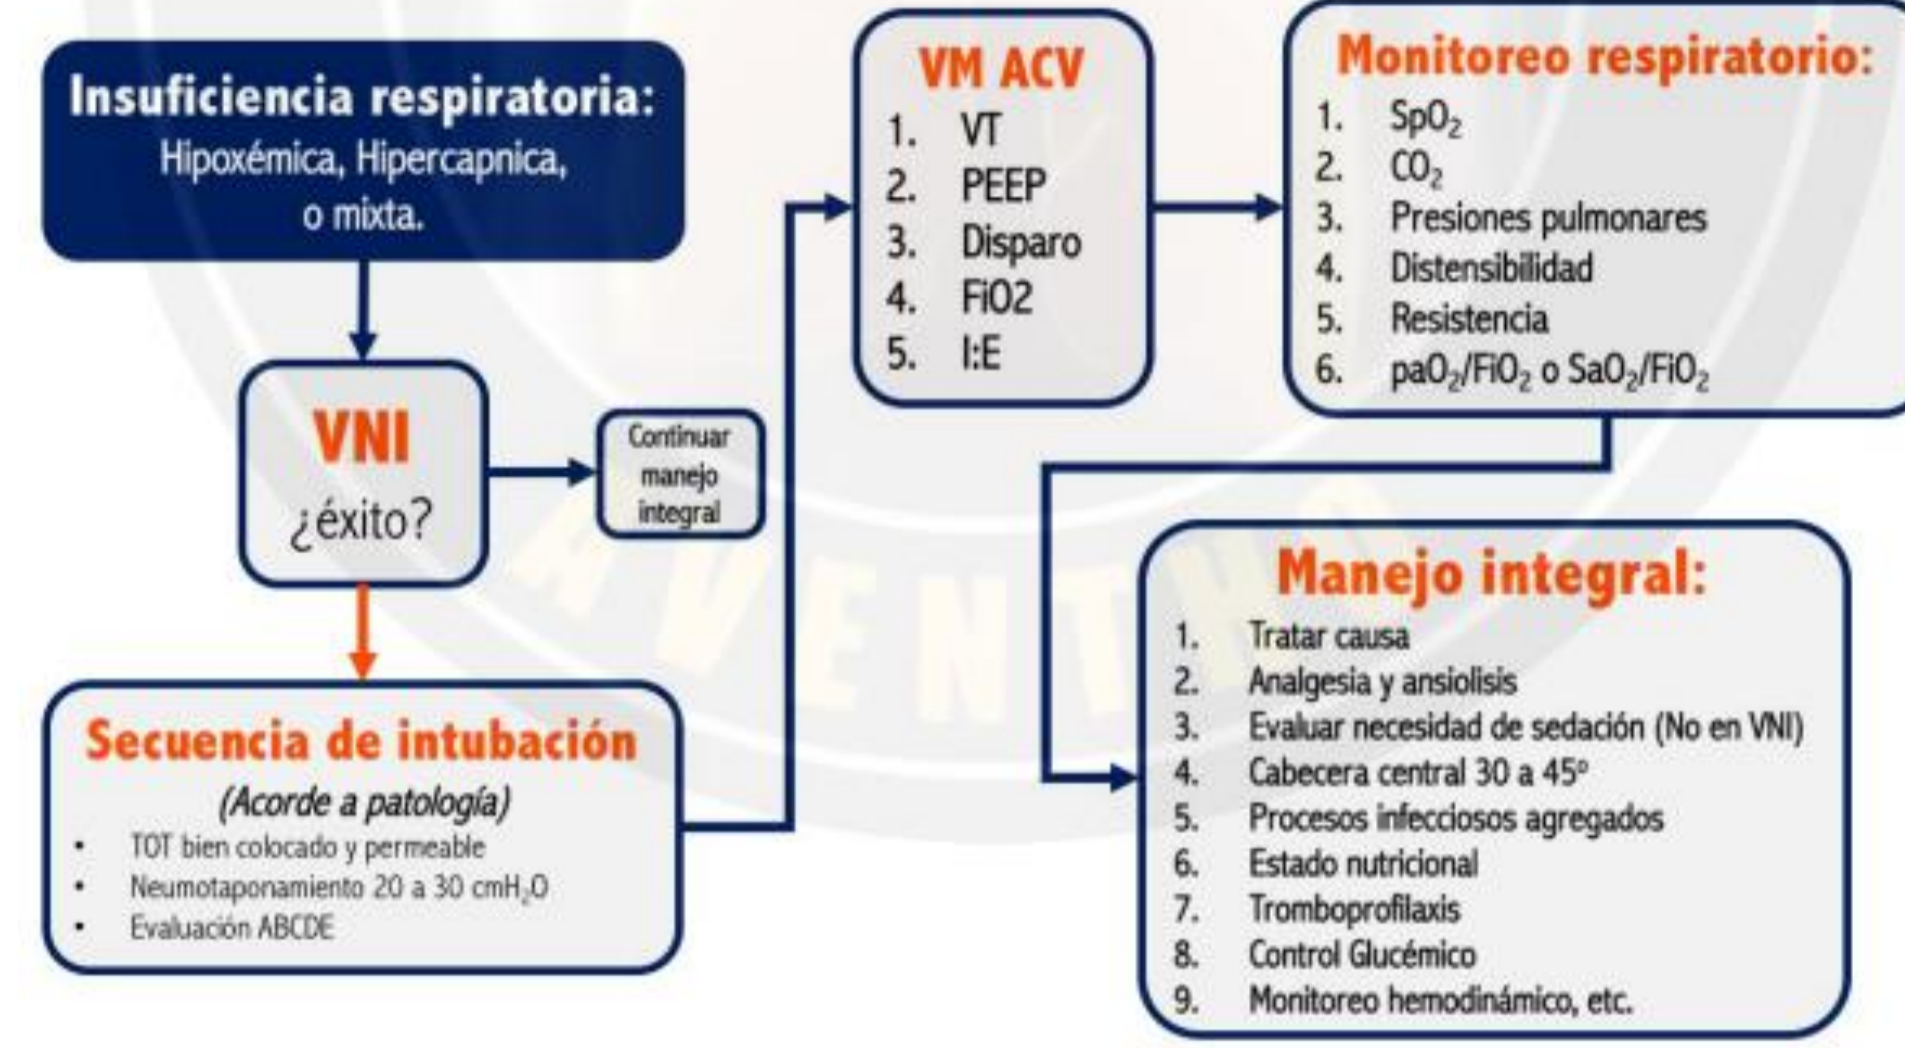 Insuficiencia respiratoria:
Hipoxémica, Hipercapnica,
o mixta.
VNI
¿éxito?
Continuar
manejo
integral
Secuencia de intubación
(Acorde a patología)
• TOT bien colocado y permeable
• Neumotaponamiento 20 a 30 cmH₂O
• Evaluación ABCDE
VM ACV
1. VT
2. PEEP
3. Disparo
4. FiO2
5. I:E
Monitoreo respiratorio:
1. SpO₂
2. CO₂
3. Presiones pulmonares
4. Distensibilidad
5. Resistencia
6. paO₂/FiO₂ o SaO₂/FiO₂
Manejo integral:
1. Tratar causa
2. Analgesia y ansiolisis
3. Evaluar necesidad de sedación (No en VNI)
4. Cabecera central 30 a 45º
5. Procesos infecciosos agregados
6. Estado nutricional
7. Tromboprofilaxis
8. Control Glucémico
9. Monitoreo hemodinámico, etc.
AVENTHO